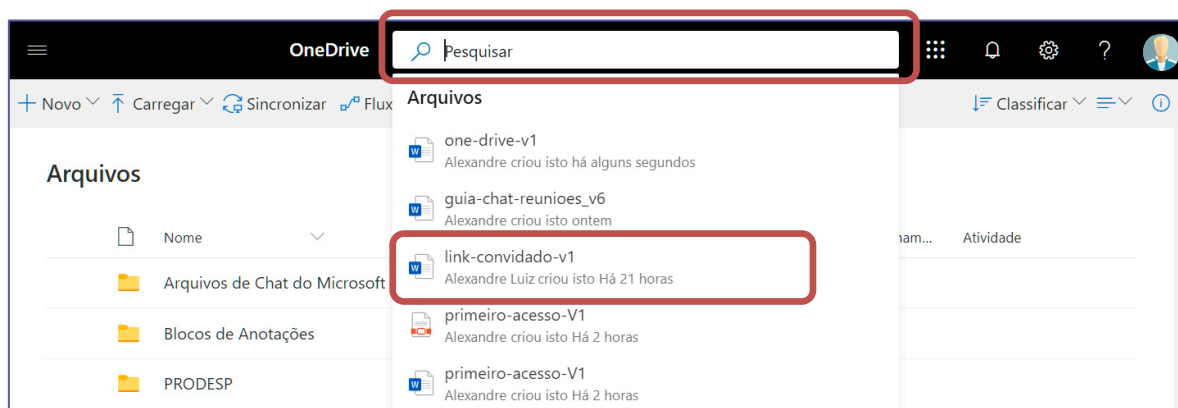 OneDrive
Pesquisar
Novo Carregar Sincronizar Flux
Classificar
Arquivos
one-drive-v1
Alexandre criou isto há alguns segundos
guia-chat-reunioes_v6
Alexandre criou isto ontem
link-convidado-v1
Alexandre Luiz criou isto Há 21 horas
primeiro-acesso-V1
Alexandre criou isto Há 2 horas
primeiro-acesso-V1
Alexandre criou isto Há 2 horas
Arquivos
Nome
ham...
Atividade
Arquivos de Chat do Microsoft
Blocos de Anotações
PRODESP